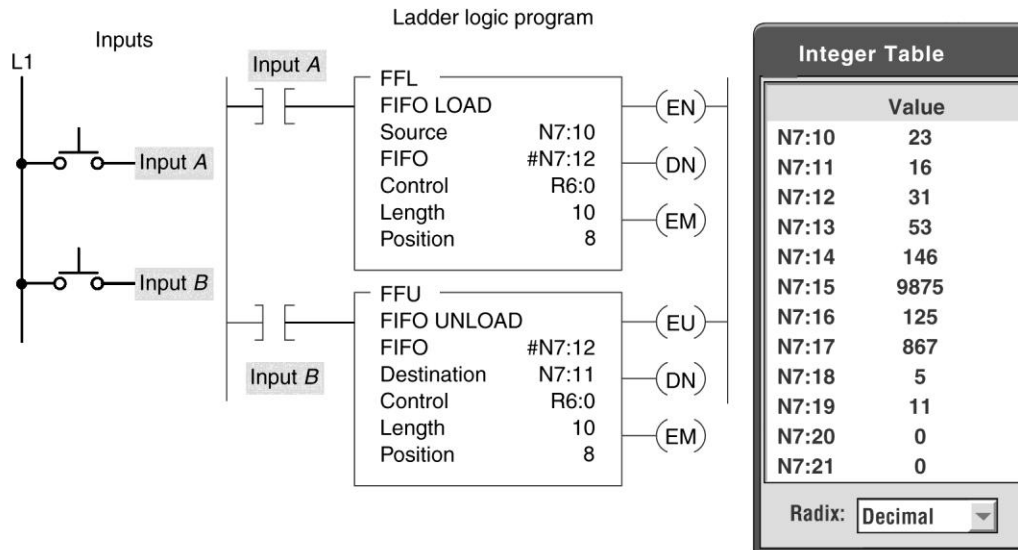 Ladder logic program
Inputs
L1
Input A
Input B
Input A
FFL
FIFO LOAD
Source N7:10
FIFO #N7:12
Control R6:0
Length 10
Position 8
EN
DN
EM
Input B
FFU
FIFO UNLOAD
FIFO #N7:12
Destination N7:11
Control R6:0
Length 10
Position 8
EU
DN
EM
Integer Table
Value
N7:10 23
N7:11 16
N7:12 31
N7:13 53
N7:14 146
N7:15 9875
N7:16 125
N7:17 867
N7:18 5
N7:19 11
N7:20 0
N7:21 0
Radix: Decimal